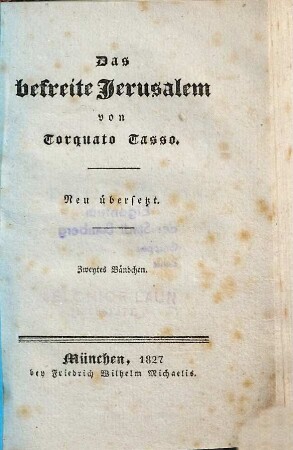 Das
befreite Jerusalem
von
Torquato Tasso.
Neu übersetzt.
Zweytes Bändchen.
München, 1827
bey Friedrich Wilhelm Michaelis.